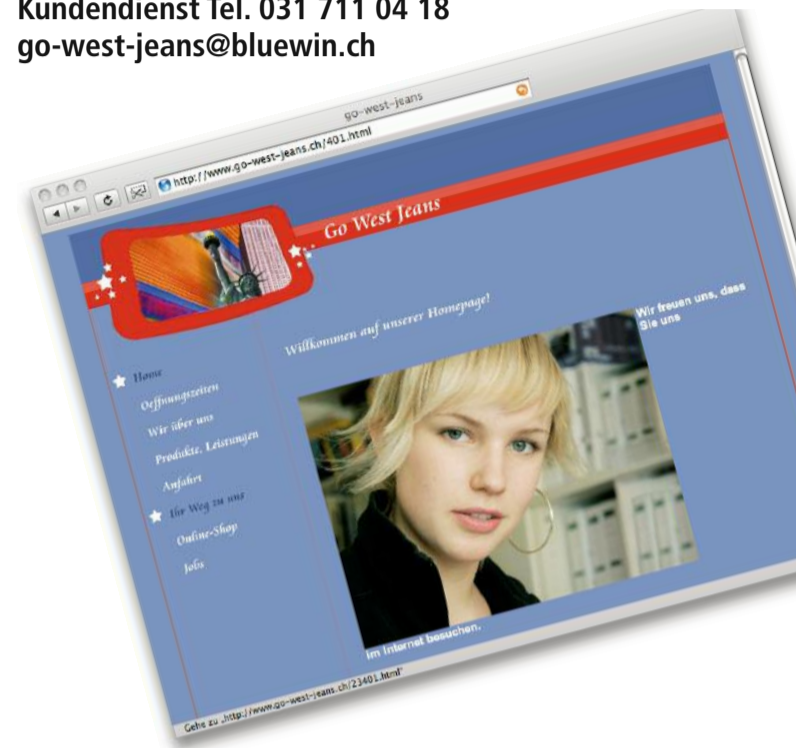 Kundendienst Tel. 031 711 04 18
go-west-jeans@bluewin.ch
go-west-jeans
http://www.go-west-jeans.ch/401.html
Go West Jeans
Willkommen auf unserer Homepage!
Wir freuen uns, dass
Sie uns
Home
Oeffnungszeiten
Wir über uns
Produkte, Leistungen
Anfahrt
Ihr Weg zu uns
Online-Shop
Jobs
im Internet besuchen.
Gehe zu „http://www.go-west-jeans.ch/23401.html“